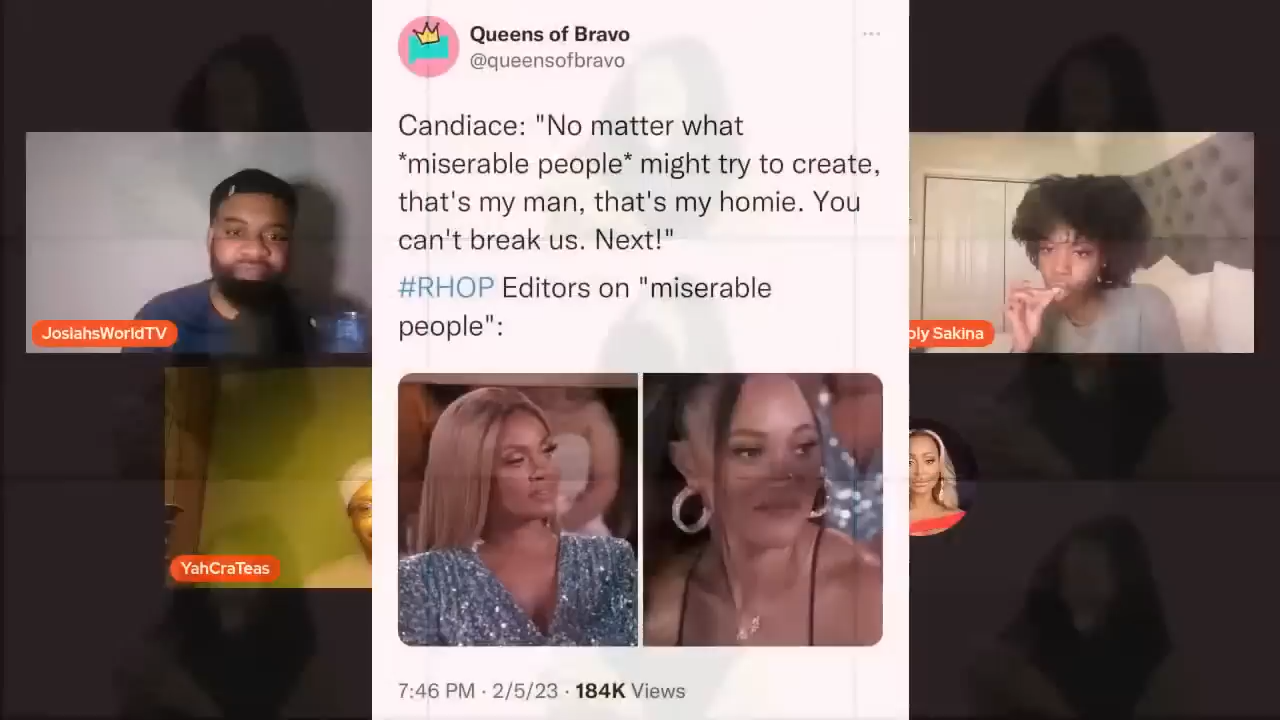 Queens of Bravo
@queensofbravo
Candiace: "No matter what
*miserable people* might try to create,
that's my man, that's my homie. You
can't break us. Next!"
#RHOP Editors on "miserable
people":
7:46 PM · 2/5/23 · 184K Views
JosiahsWorldTV
Sakina
YahCraTeas